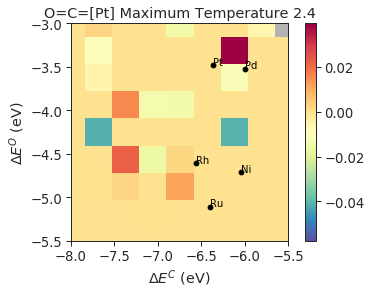 O=C=[Pt] Maximum Temperature 2.4
−3.0
−3.5
−4.0
−4.5
−5.0
−5.5
ΔE^O (eV)
Pt
Pd
Rh
Ni
Ru
−8.0 −7.5 −7.0 −6.5 −6.0 −5.5
ΔE^C (eV)
0.02
0.00
−0.02
−0.04